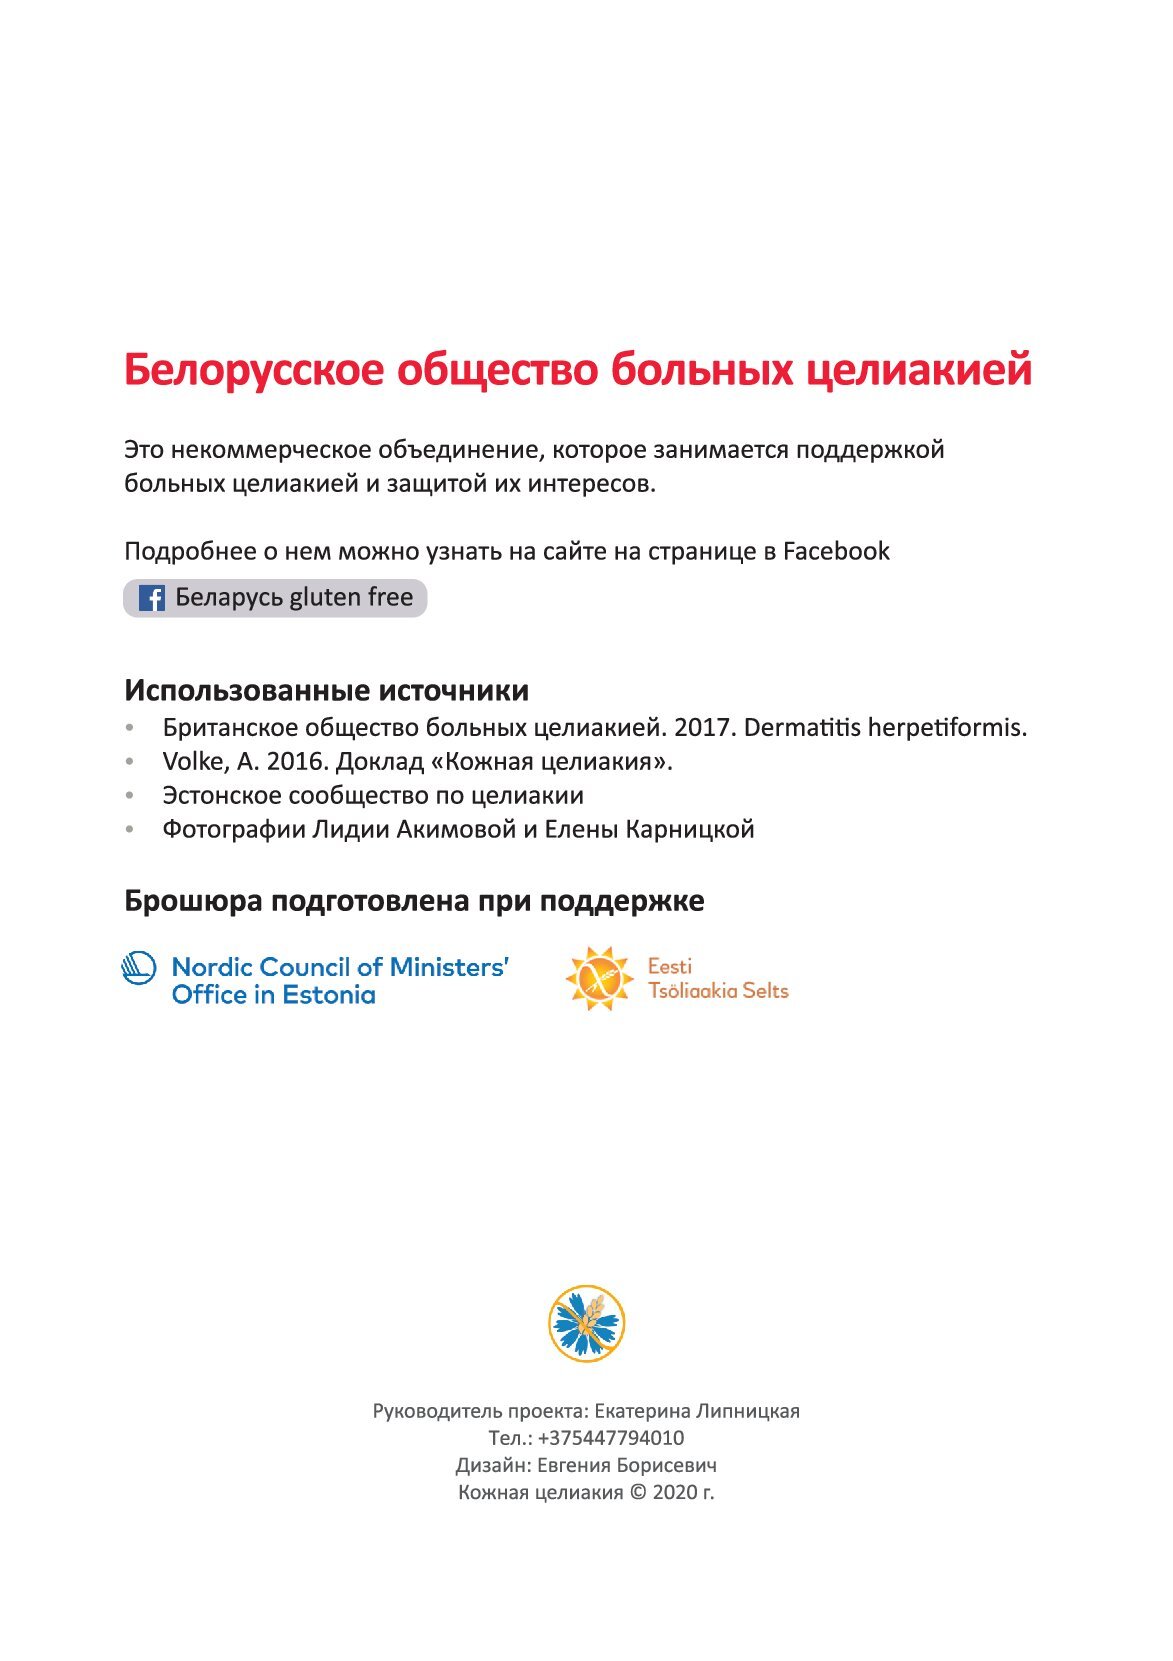 Белорусское общество больных целиакией
Это некоммерческое объединение, которое занимается поддержкой
больных целиакией и защитой их интересов.
Подробнее о нем можно узнать на сайте на странице в Facebook
f Беларусь gluten free
Использованные источники
• Британское общество больных целиакией. 2017. Dermatitis herpetiformis.
• Volke, A. 2016. Доклад «Кожная целиакия».
• Эстонское сообщество по целиакии
• Фотографии Лидии Акимовой и Елены Карницкой
Брошюра подготовлена при поддержке
Nordic Council of Ministers'
Office in Estonia
Eesti
Tsöliaakia Selts
Руководитель проекта: Екатерина Липницкая
Тел.: +375447794010
Дизайн: Евгения Борисевич
Кожная целиакия © 2020 г.